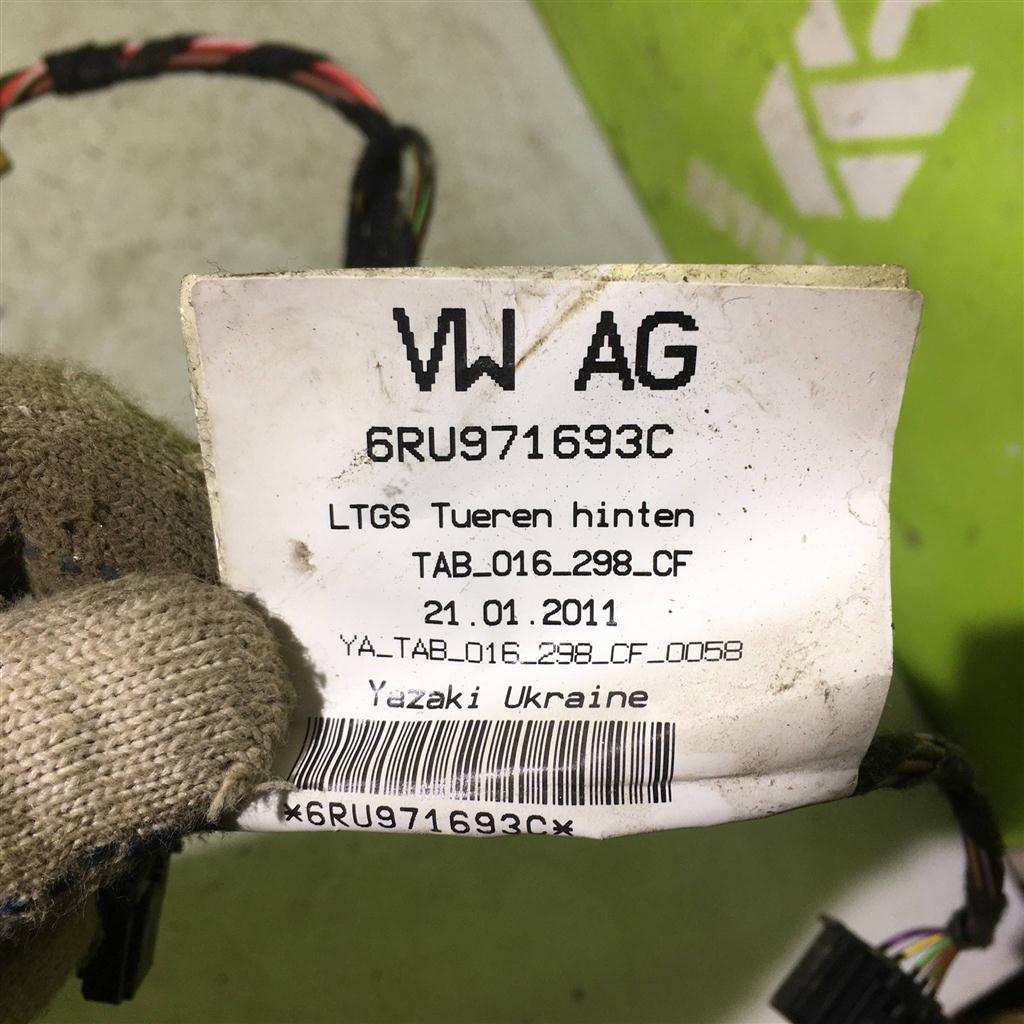 VW AG
6RU971693C
LTGS Tueren hinten
TAB_016_298_CF
21.01.2011
YA_TAB_016_298_CF_0058
Yazaki Ukraine
*6RU971693C*